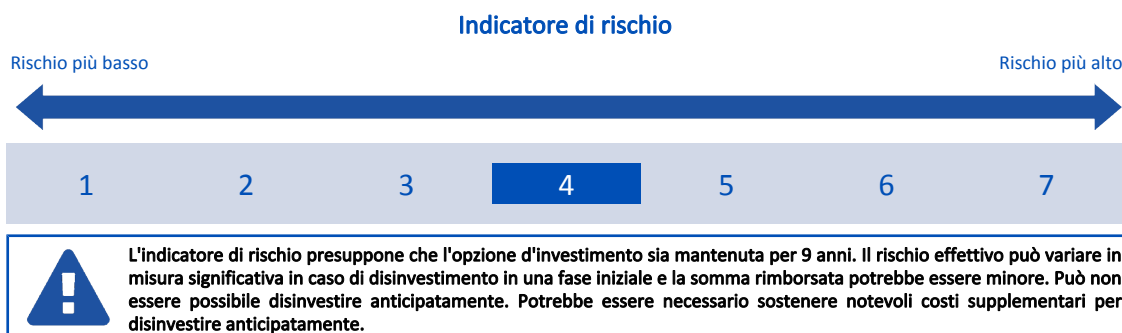 Indicatore di rischio
Rischio più basso
Rischio più alto
1 2 3 4 5 6 7
L'indicatore di rischio presuppone che l'opzione d'investimento sia mantenuta per 9 anni. Il rischio effettivo può variare in
misura significativa in caso di disinvestimento in una fase iniziale e la somma rimborsata potrebbe essere minore. Può non
essere possibile disinvestire anticipatamente. Potrebbe essere necessario sostenere notevoli costi supplementari per
disinvestire anticipatamente.